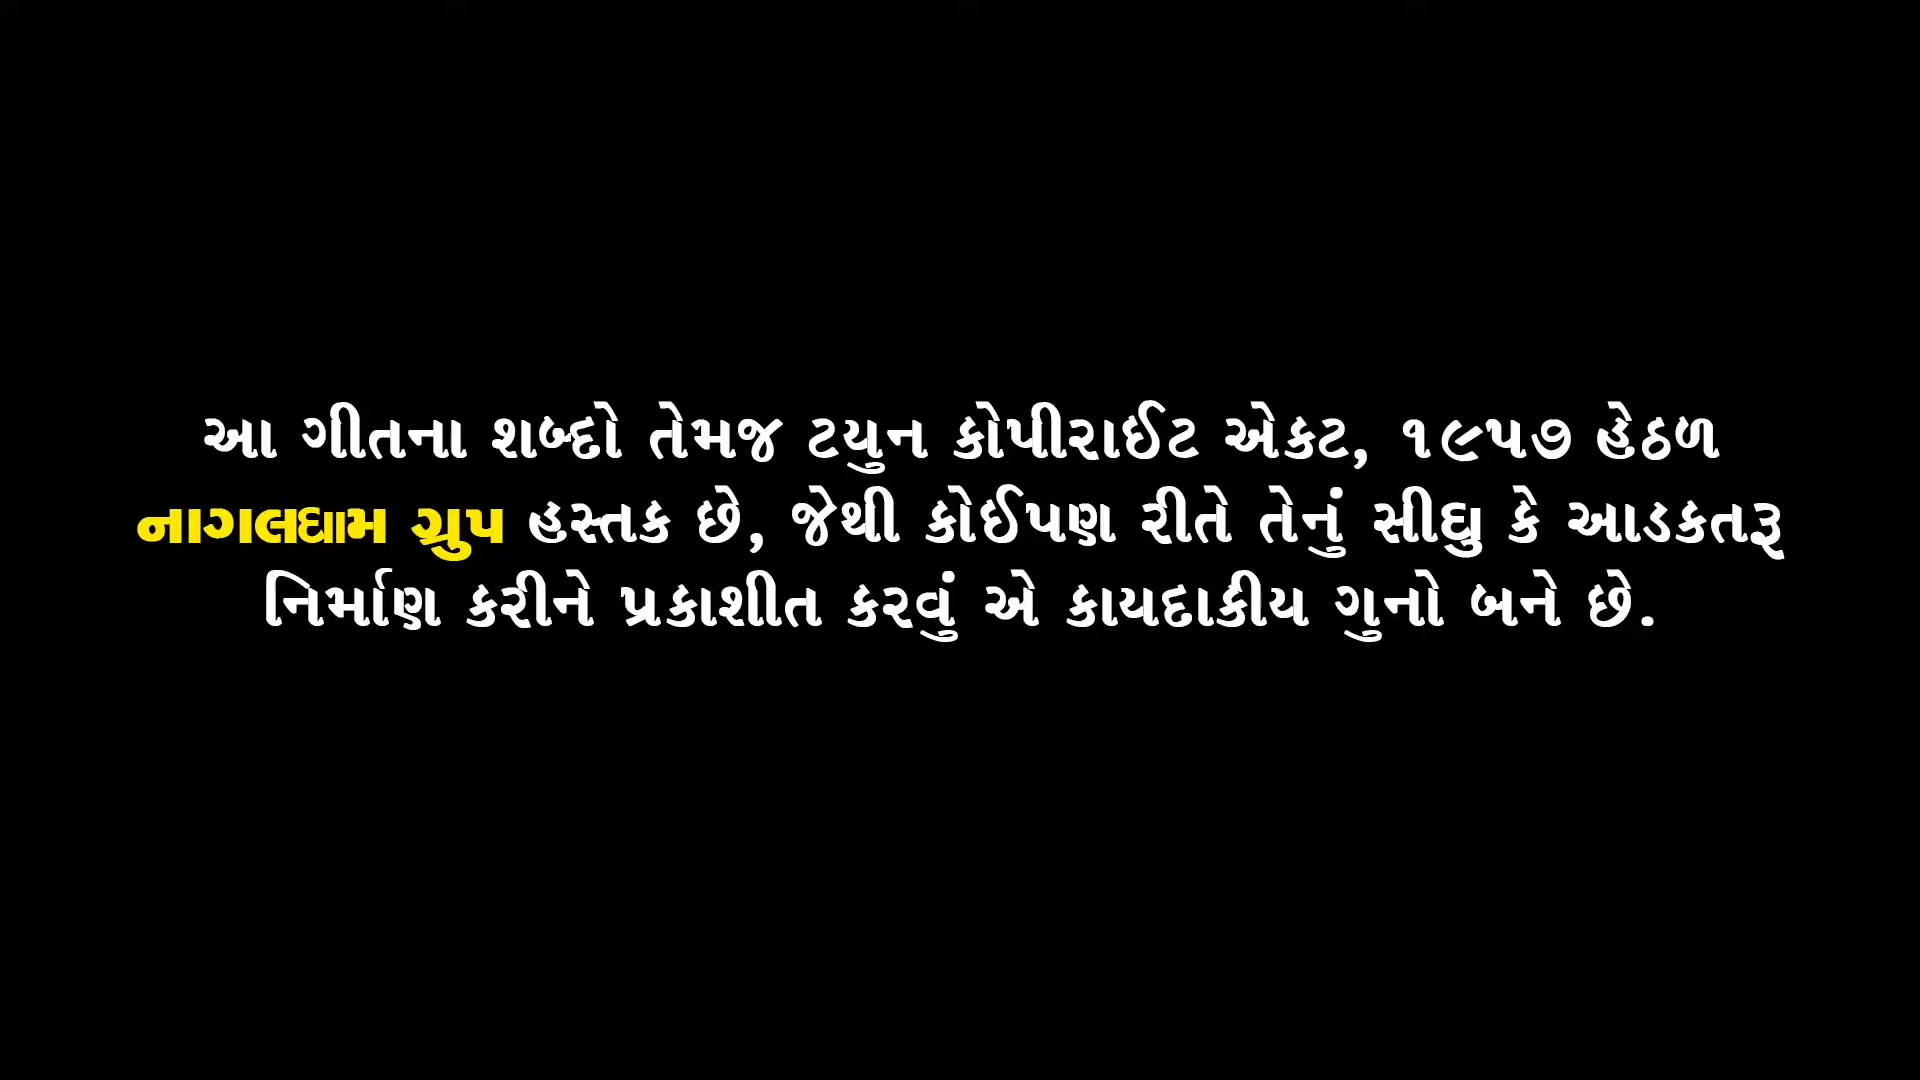 આ ગીતના શબ્દો તેમજ ટયુન કોપીરાઈટ એકટ, ૧૯૫૭ હેઠળ
નાગલધામ ગ્રુપ હસ્તક છે, જેથી કોઈપણ રીતે તેનું સીધુ કે આડકતરૂ
નિર્માણ કરીને પ્રકાશીત કરવું એ કાયદાકીય ગુનો બને છે.